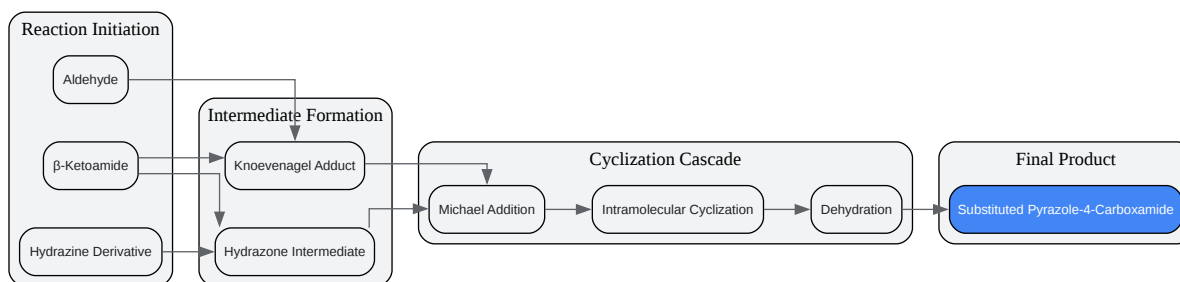 Reaction Initiation
Aldehyde
β-Ketoamide
Hydrazine Derivative
Intermediate Formation
Knoevenagel Adduct
Hydrazone Intermediate
Cyclization Cascade
Michael Addition
Intramolecular Cyclization
Dehydration
Final Product
Substituted Pyrazole-4-Carboxamide